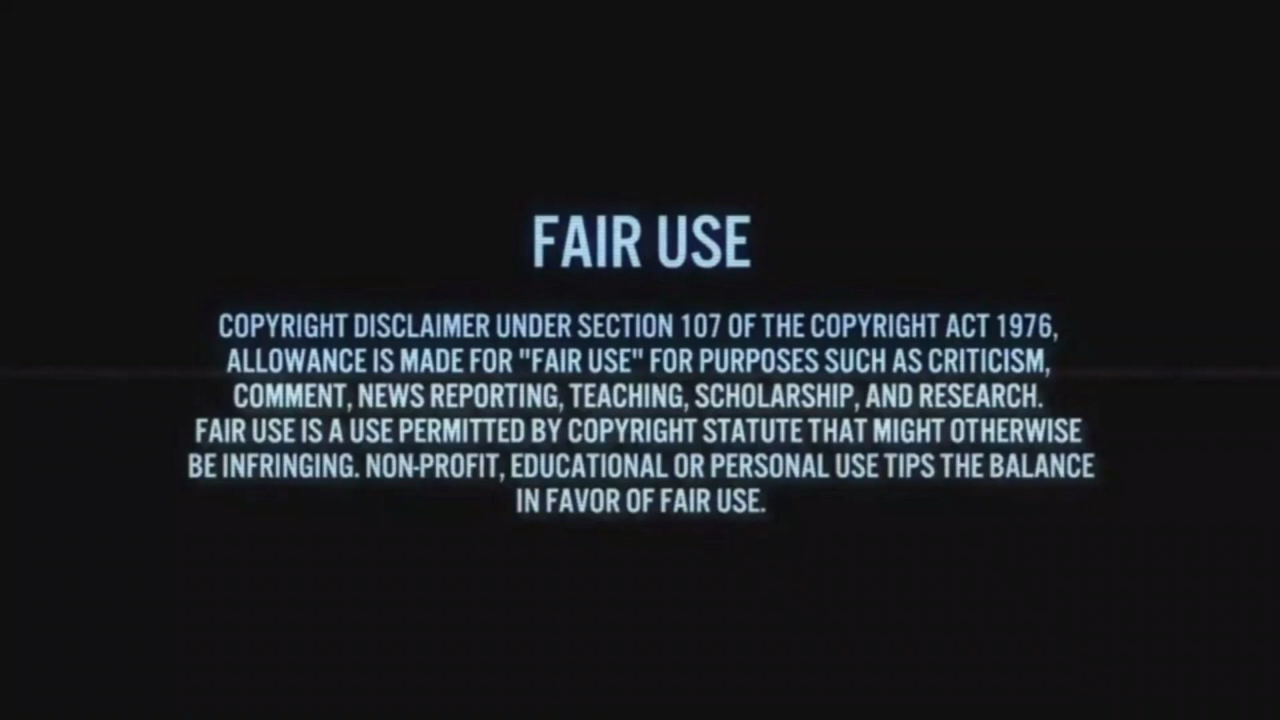 FAIR USE
COPYRIGHT DISCLAIMER UNDER SECTION 107 OF THE COPYRIGHT ACT 1976,
ALLOWANCE IS MADE FOR "FAIR USE" FOR PURPOSES SUCH AS CRITICISM,
COMMENT, NEWS REPORTING, TEACHING, SCHOLARSHIP, AND RESEARCH.
FAIR USE IS A USE PERMITTED BY COPYRIGHT STATUTE THAT MIGHT OTHERWISE
BE INFRINGING. NON-PROFIT, EDUCATIONAL OR PERSONAL USE TIPS THE BALANCE
IN FAVOR OF FAIR USE.